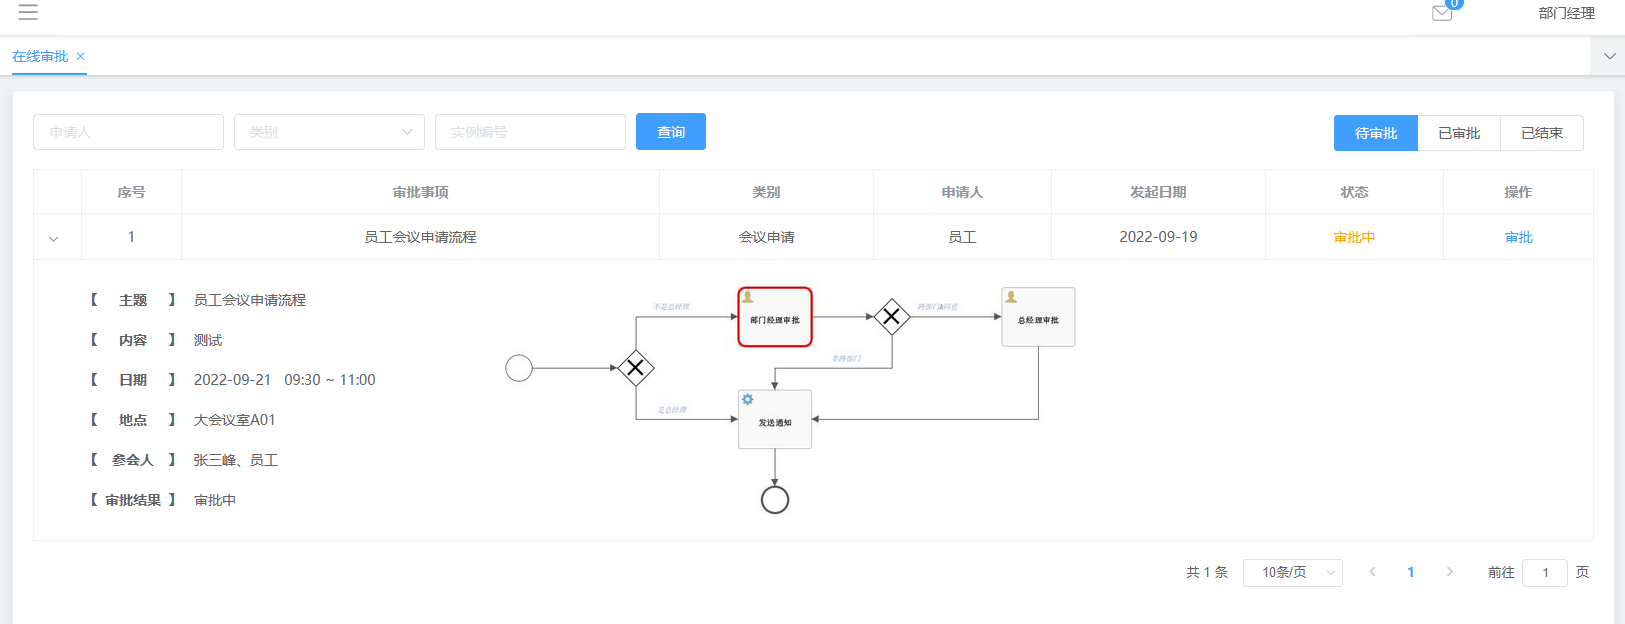 0
部门经理
在线审批
申请人 类别 实例编号 查询 待审批 已审批 已结束
序号 审批事项 类别 申请人 发起日期 状态 操作
1 员工会议申请流程 会议申请 员工 2022-09-19 审批中 审批
【 主题 】 员工会议申请流程
【 内容 】 测试
【 日期 】 2022-09-21 09:30 ~ 11:00
【 地点 】 大会议室A01
【 参会人 】 张三峰、员工
【 审批结果 】 审批中
不是总经理
部门经理审批
跨部门&同意
总经理审批
非跨部门
是总经理
发送通知
共 1 条 10条/页 1 前往 1 页